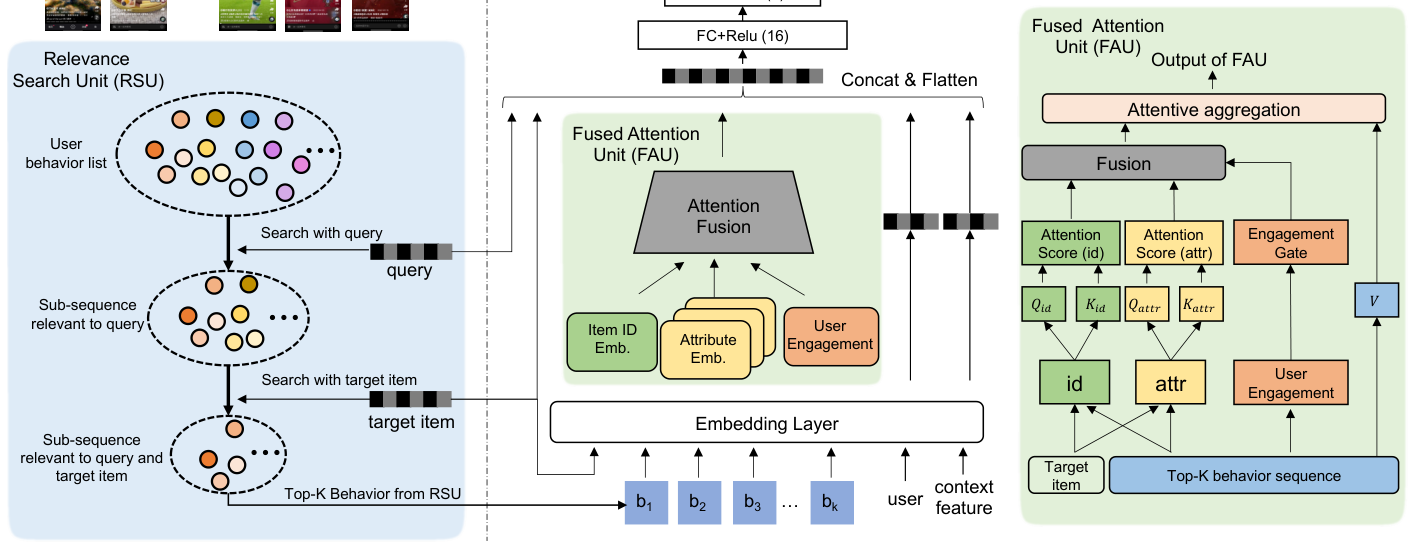 Relevance
Search Unit (RSU)
User
behavior list
Search with query
query
Sub-sequence
relevant to query
Search with target item
target item
Sub-sequence
relevant to query and
target item
Top-K Behavior from RSU
FC+Relu (16)
Concat & Flatten
Fused Attention
Unit (FAU)
Attention
Fusion
Item ID
Emb.
Attribute
Emb.
User
Engagement
Embedding Layer
b1
b2
b3
...
bk
user
context
feature
Fused Attention
Unit (FAU)
Output of FAU
Attentive aggregation
Fusion
Attention
Score (id)
Attention
Score (attr)
Engagement
Gate
Qid
Kid
Qattr
Kattr
V
id
attr
User
Engagement
Target
item
Top-K behavior sequence